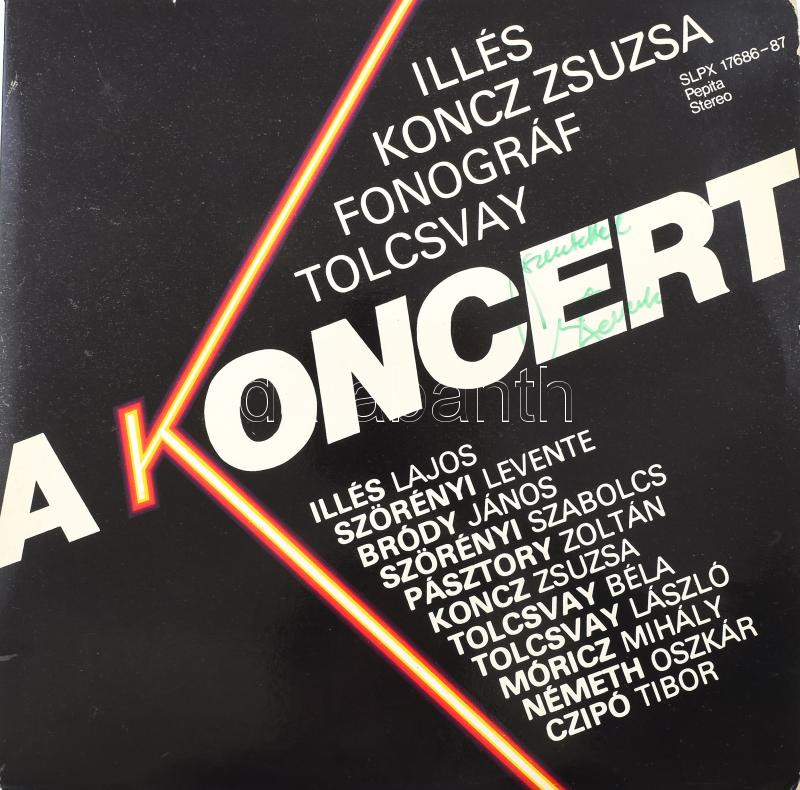 ILLÉS
KONCZ ZSUZSA
FONOGRÁF
TOLCSVAY
SLPX 17686-87
Pepita
Stereo
A KONCERT
darabanth
ILLÉS LAJOS
SZÖRÉNYI LEVENTE
BRÓDY JÁNOS
SZÖRÉNYI SZABOLCS
PÁSZTORY ZOLTÁN
KONCZ ZSUZSA
TOLCSVAY BÉLA
TOLCSVAY LÁSZLÓ
MÓRICZ MIHÁLY
NÉMETH OSZKÁR
CZIPÓ TIBOR